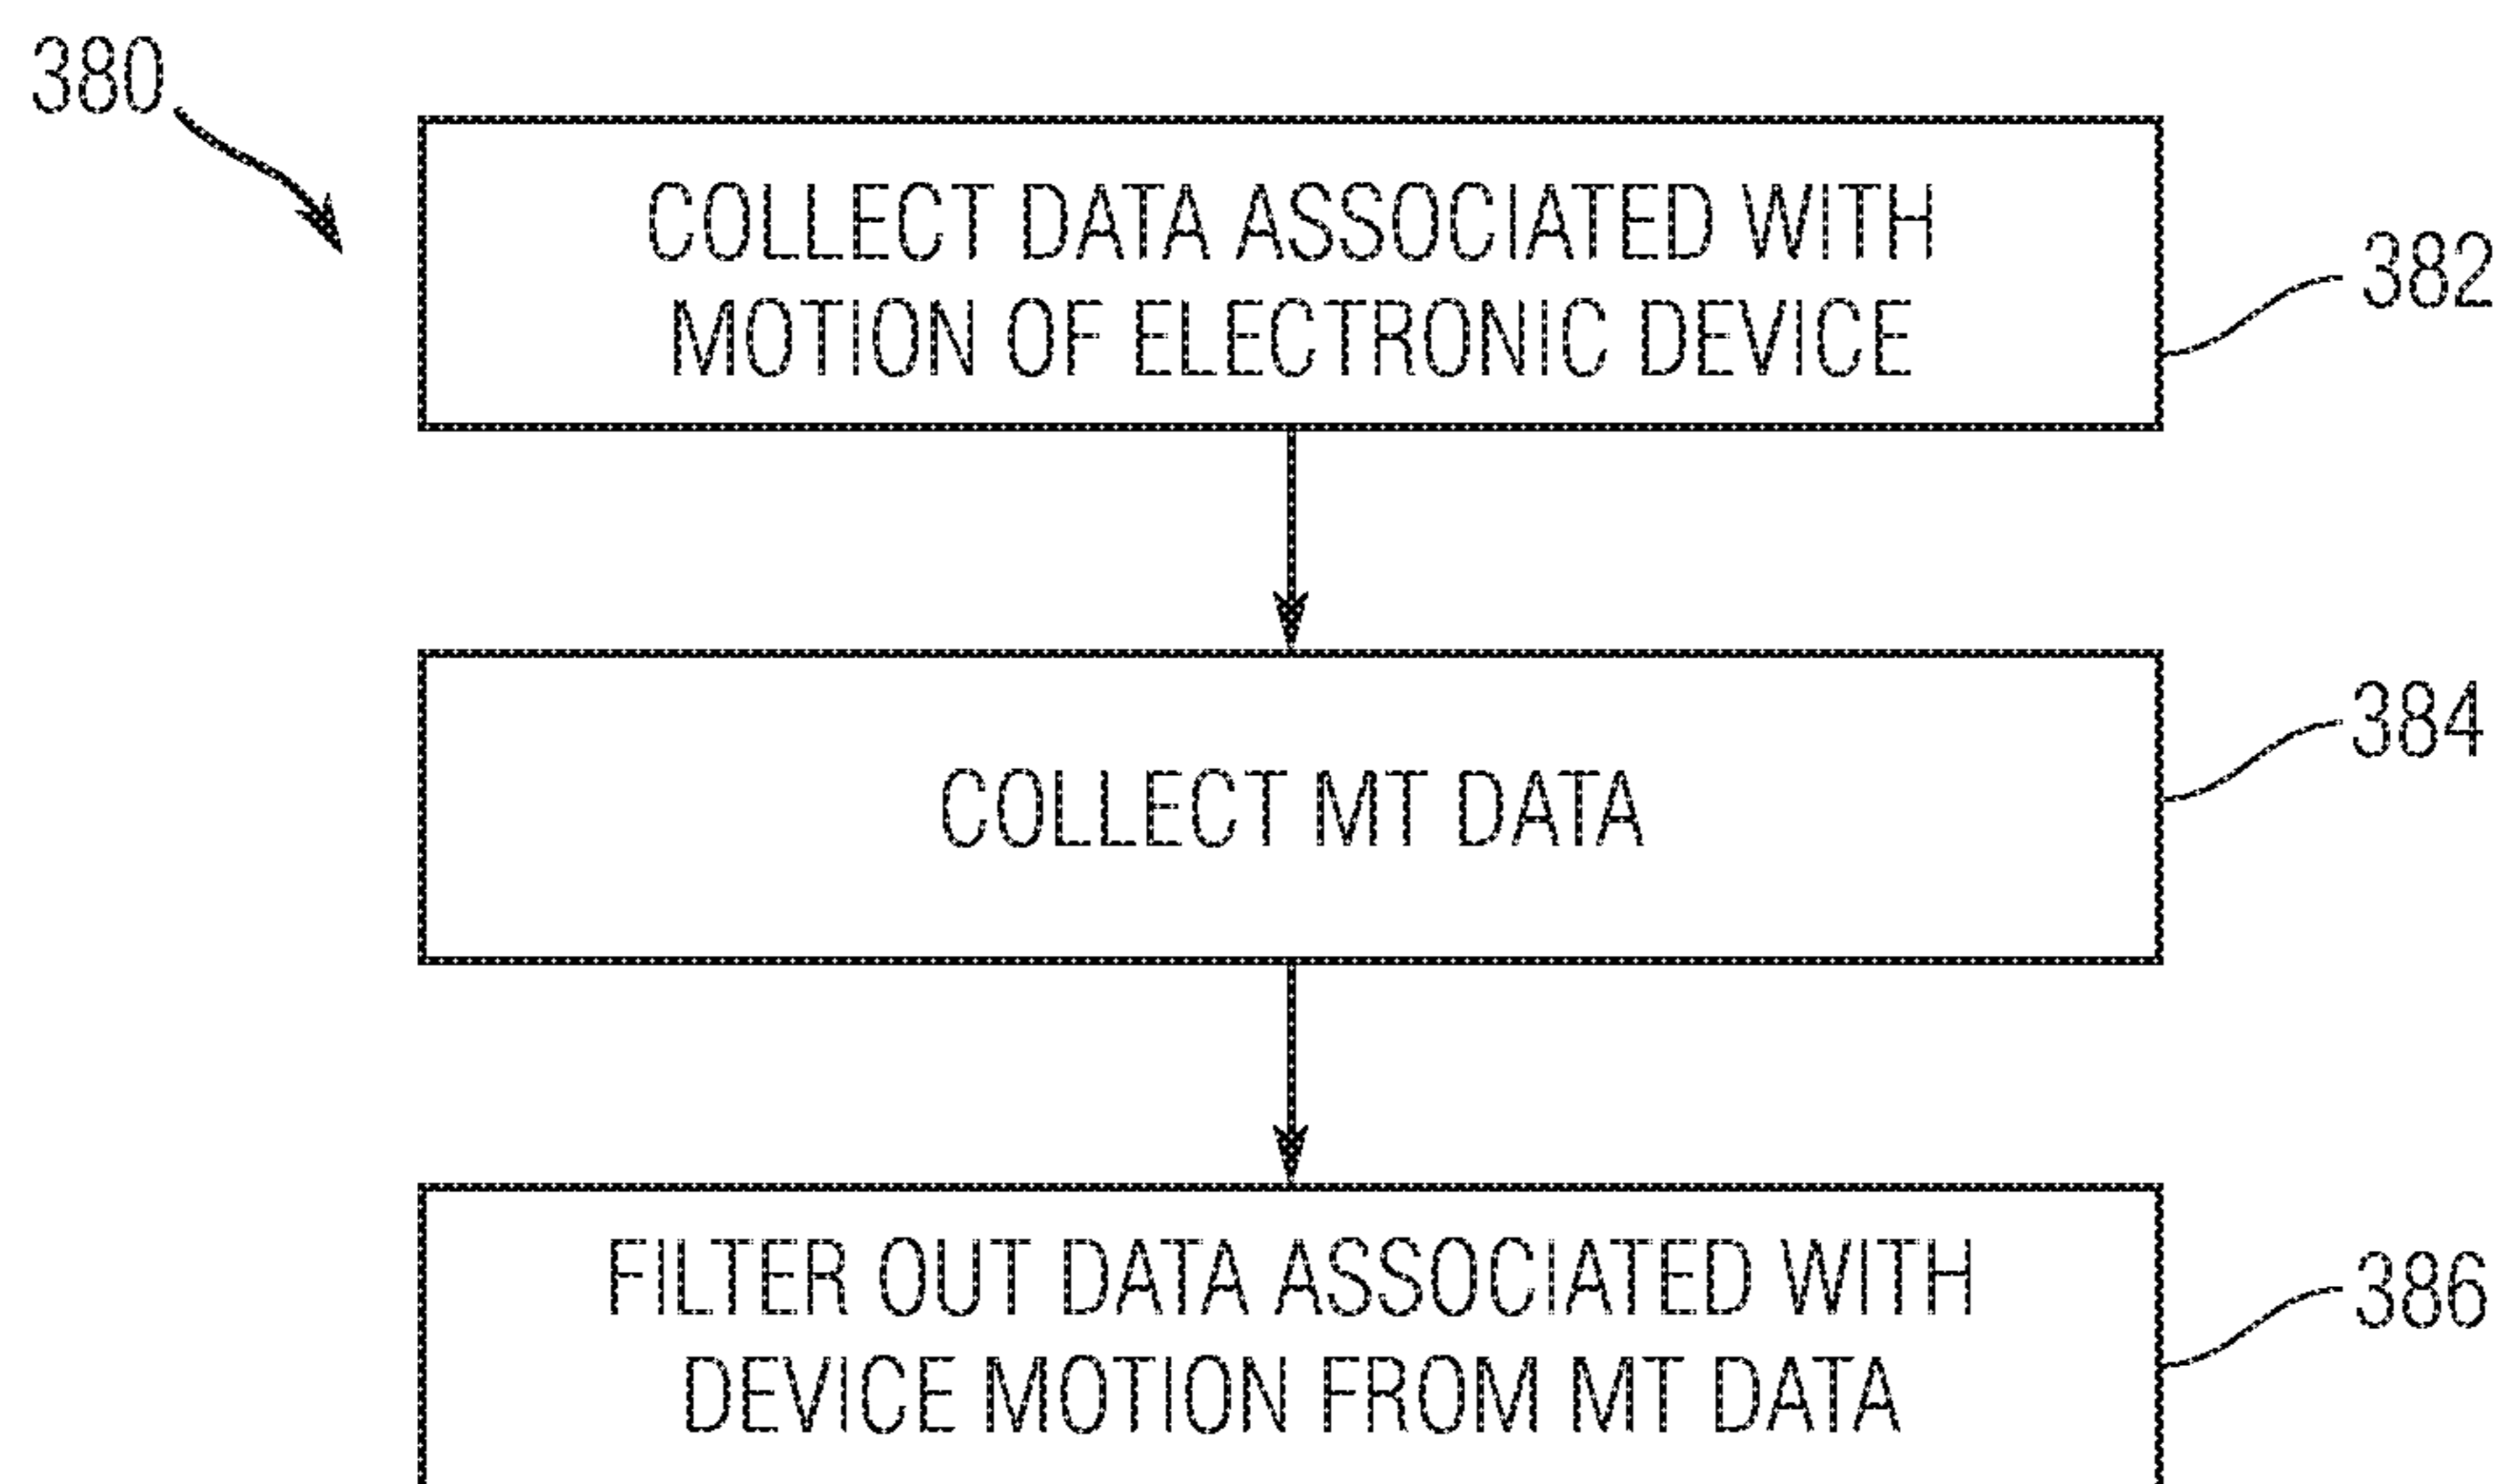 380
COLLECT DATA ASSOCIATED WITH
MOTION OF ELECTRONIC DEVICE
382
COLLECT MT DATA
384
FILTER OUT DATA ASSOCIATED WITH
DEVICE MOTION FROM MT DATA
386